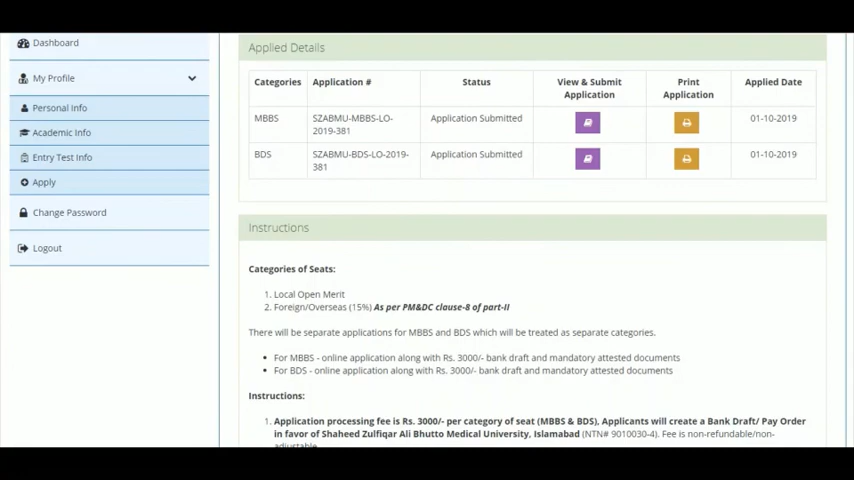 Dashboard
My Profile
Personal Info
Academic Info
Entry Test Info
Apply
Change Password
Logout
Applied Details
Categories Application # Status View & Submit Application Print Application Applied Date
MBBS SZABMU-MBBS-LO-2019-381 Application Submitted 01-10-2019
BDS SZABMU-BDS-LO-2019-381 Application Submitted 01-10-2019
Instructions
Categories of Seats:
1. Local Open Merit
2. Foreign/Overseas (15%) As per PM&DC clause-8 of part-II
There will be separate applications for MBBS and BDS which will be treated as separate categories.
• For MBBS - online application along with Rs. 3000/- bank draft and mandatory attested documents
• For BDS - online application along with Rs. 3000/- bank draft and mandatory attested documents
Instructions:
1. Application processing fee is Rs. 3000/- per category of seat (MBBS & BDS), Applicants will create a Bank Draft/ Pay Order
in favor of Shaheed Zulfiqar Ali Bhutto Medical University, Islamabad (NTN# 9010030-4). Fee is non-refundable/non-
adjustable